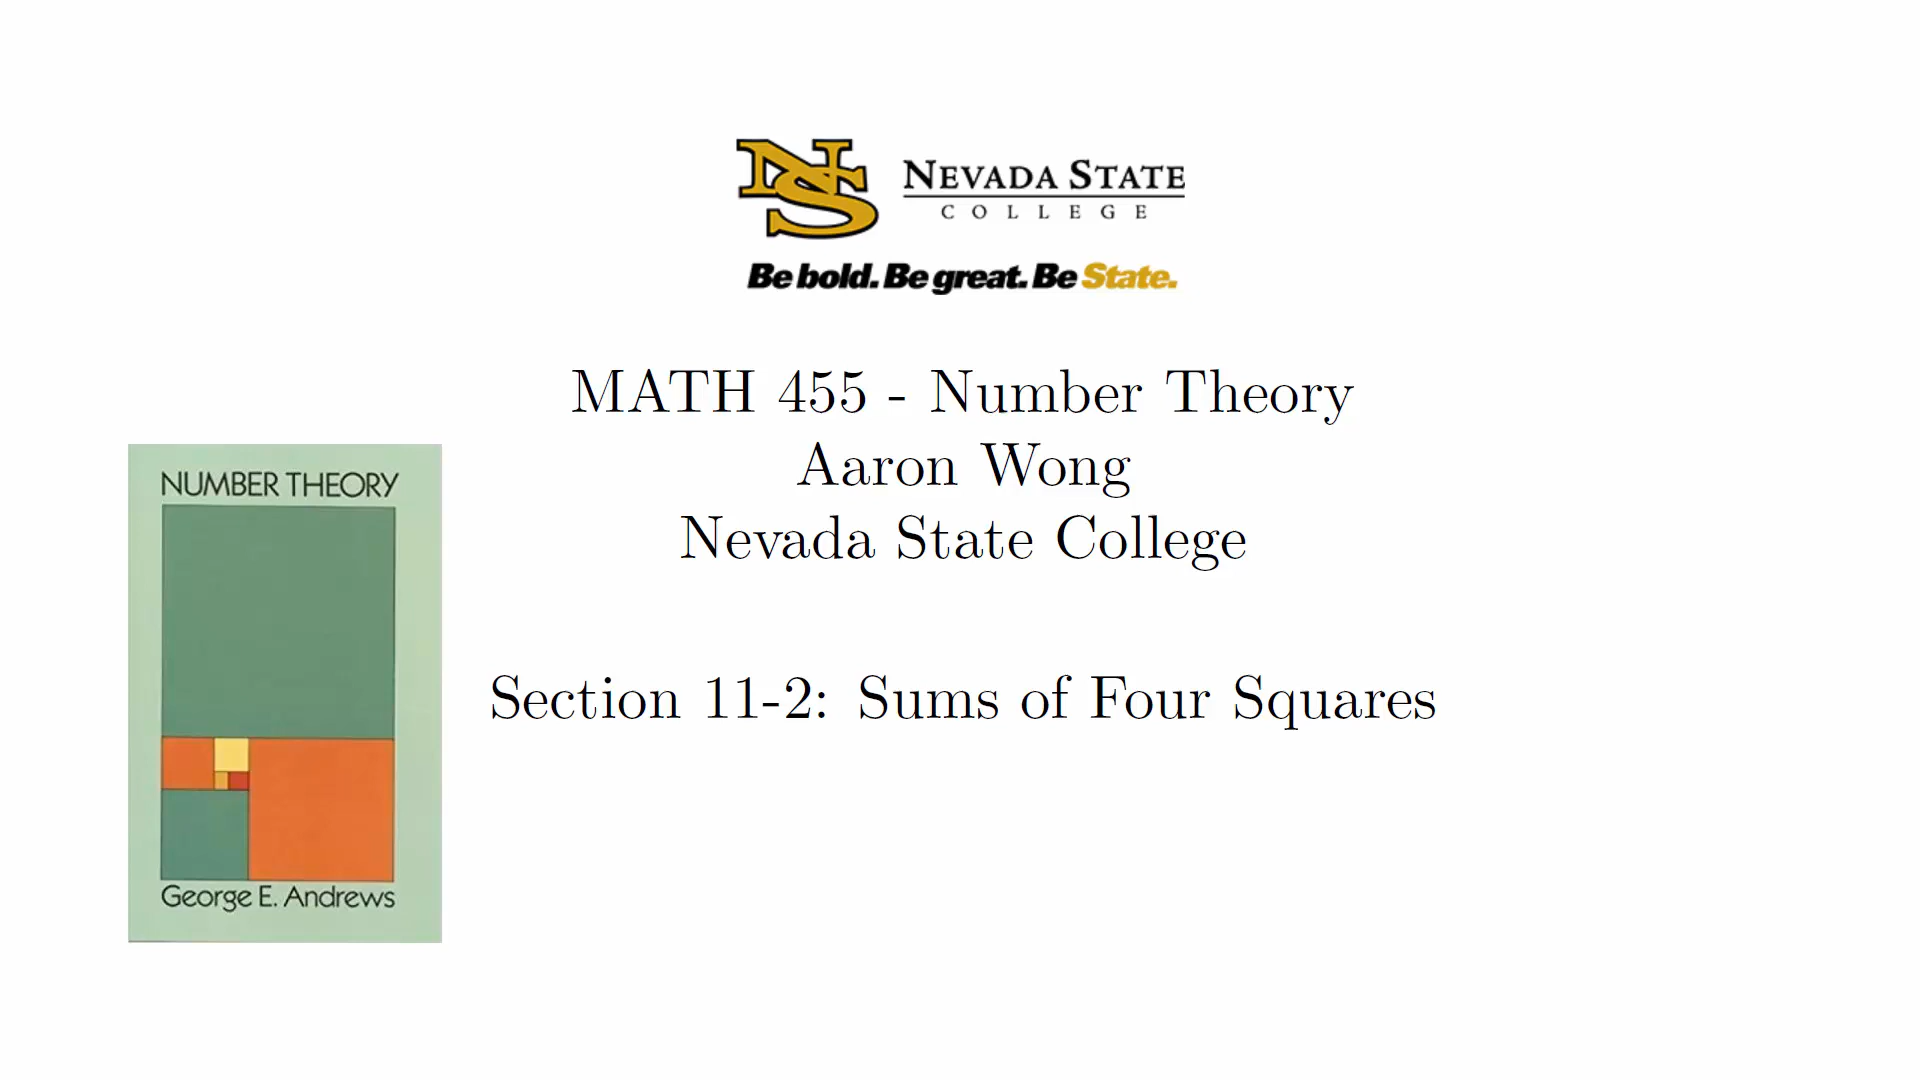 NS NEVADA STATE
COLLEGE
Be bold. Be great. Be State.
MATH 455 - Number Theory
Aaron Wong
Nevada State College
NUMBER THEORY
George E. Andrews
Section 11-2: Sums of Four Squares